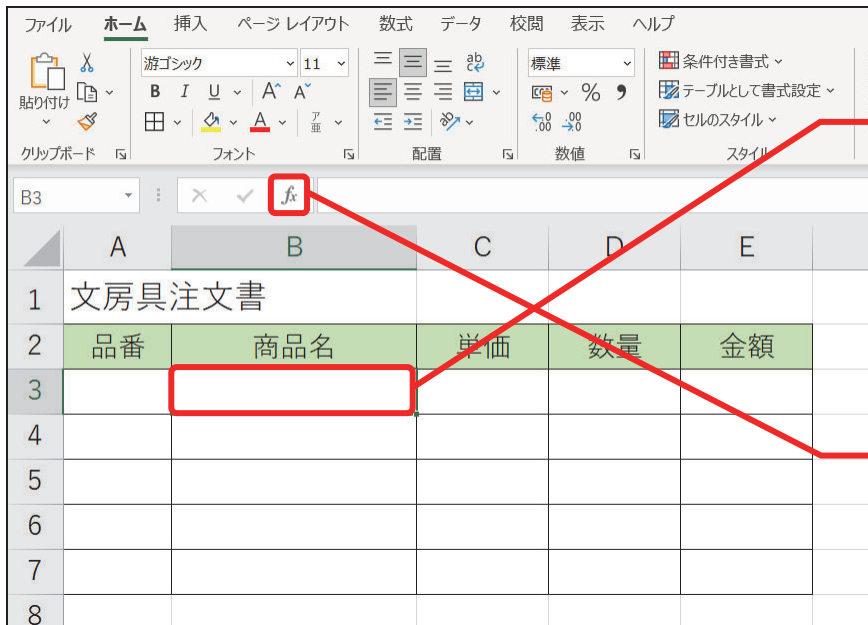 ファイル ホーム 挿入 ページ レイアウト 数式 データ 校閲 表示 ヘルプ
游ゴシック 11 ab 標準 条件付き書式
貼り付け B I U A A % テーブルとして書式設定
A ア亜 .00 .0 セルのスタイル
クリップボード フォント 配置 数値 スタイル
B3 fx
A B C D E
1 文房具注文書
2 品番 商品名 単価 数量 金額
3
4
5
6
7
8